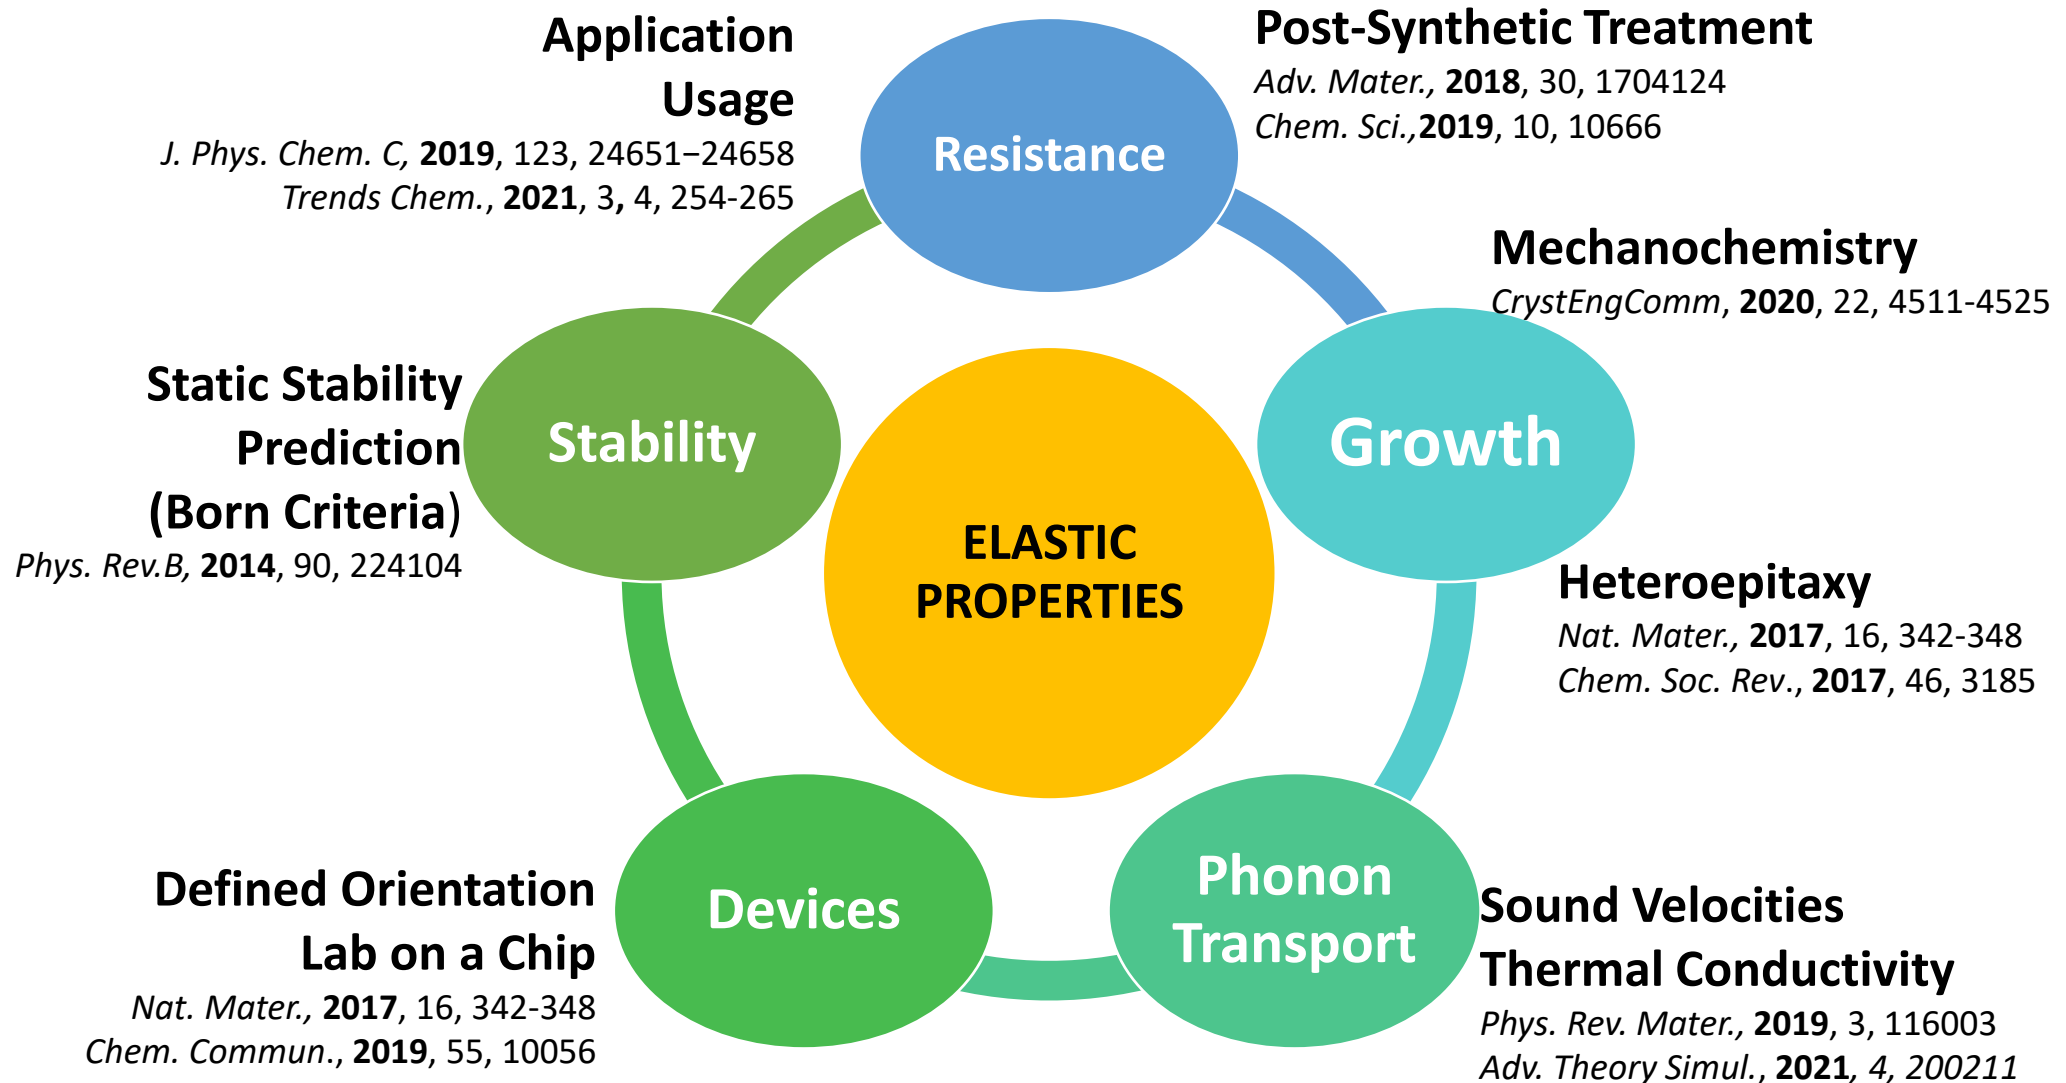 Application
Usage
J. Phys. Chem. C, 2019, 123, 24651−24658
Trends Chem., 2021, 3, 4, 254-265
Resistance
Post-Synthetic Treatment
Adv. Mater., 2018, 30, 1704124
Chem. Sci.,2019, 10, 10666
Mechanochemistry
CrystEngComm, 2020, 22, 4511-4525
Static Stability
Prediction
(Born Criteria)
Phys. Rev.B, 2014, 90, 224104
Stability
Growth
ELASTIC
PROPERTIES
Heteroepitaxy
Nat. Mater., 2017, 16, 342-348
Chem. Soc. Rev., 2017, 46, 3185
Defined Orientation
Lab on a Chip
Nat. Mater., 2017, 16, 342-348
Chem. Commun., 2019, 55, 10056
Devices
Phonon
Transport
Sound Velocities
Thermal Conductivity
Phys. Rev. Mater., 2019, 3, 116003
Adv. Theory Simul., 2021, 4, 200211